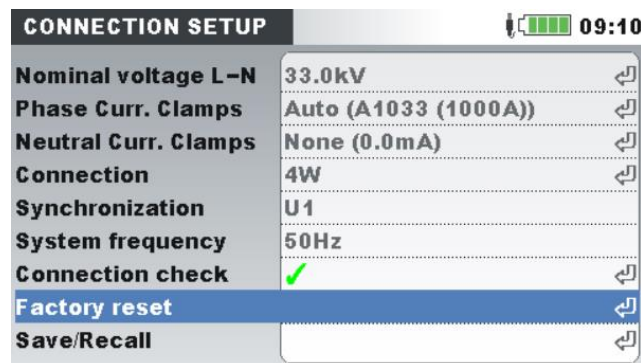 CONNECTION SETUP 09:10
Nominal voltage L-N 33.0kV
Phase Curr. Clamps Auto (A1033 (1000A))
Neutral Curr. Clamps None (0.0mA)
Connection 4W
Synchronization U1
System frequency 50Hz
Connection check ✓
Factory reset
Save/Recall